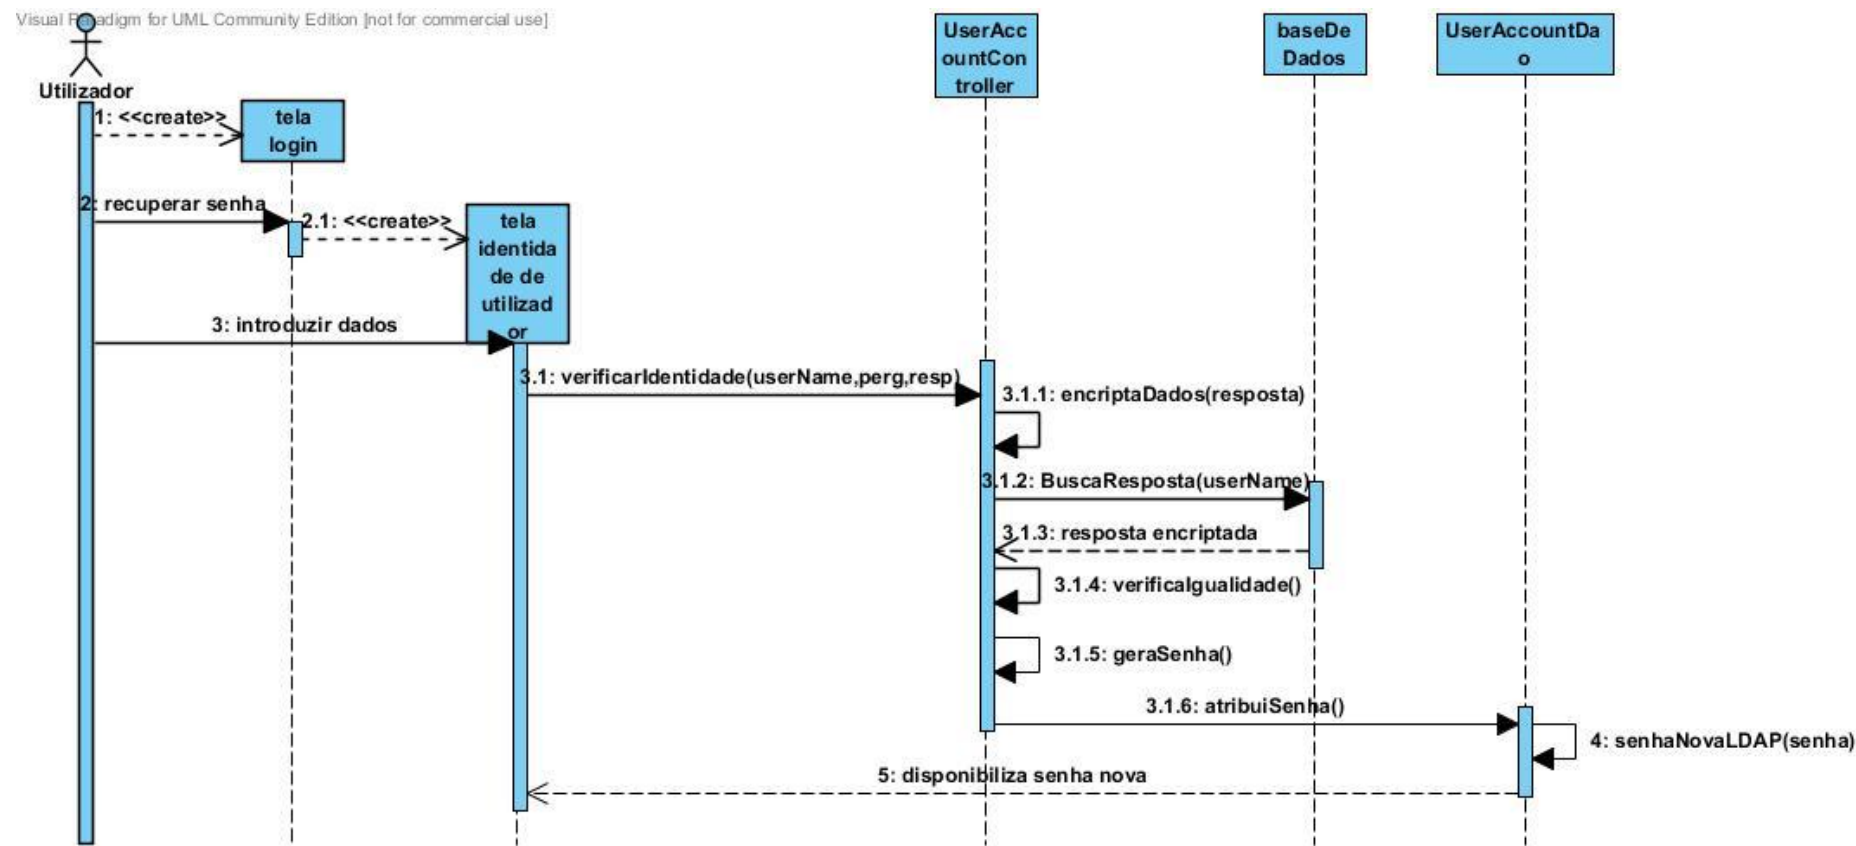 Visual Paradigm for UML Community Edition [not for commercial use]
Utilizador
UserAcc
ountCon
troller
baseDe
Dados
UserAccountDa
o
1: <<create>>
tela
login
2: recuperar senha
2.1: <<create>>
tela
identida
de de
utilizad
or
3: introduzir dados
3.1: verificarIdentidade(userName,perg,resp)
3.1.1: encriptaDados(resposta)
3.1.2: BuscaResposta(userName)
3.1.3: resposta encriptada
3.1.4: verificaIgualidade()
3.1.5: geraSenha()
3.1.6: atribuiSenha()
4: senhaNovaLDAP(senha)
5: disponibiliza senha nova